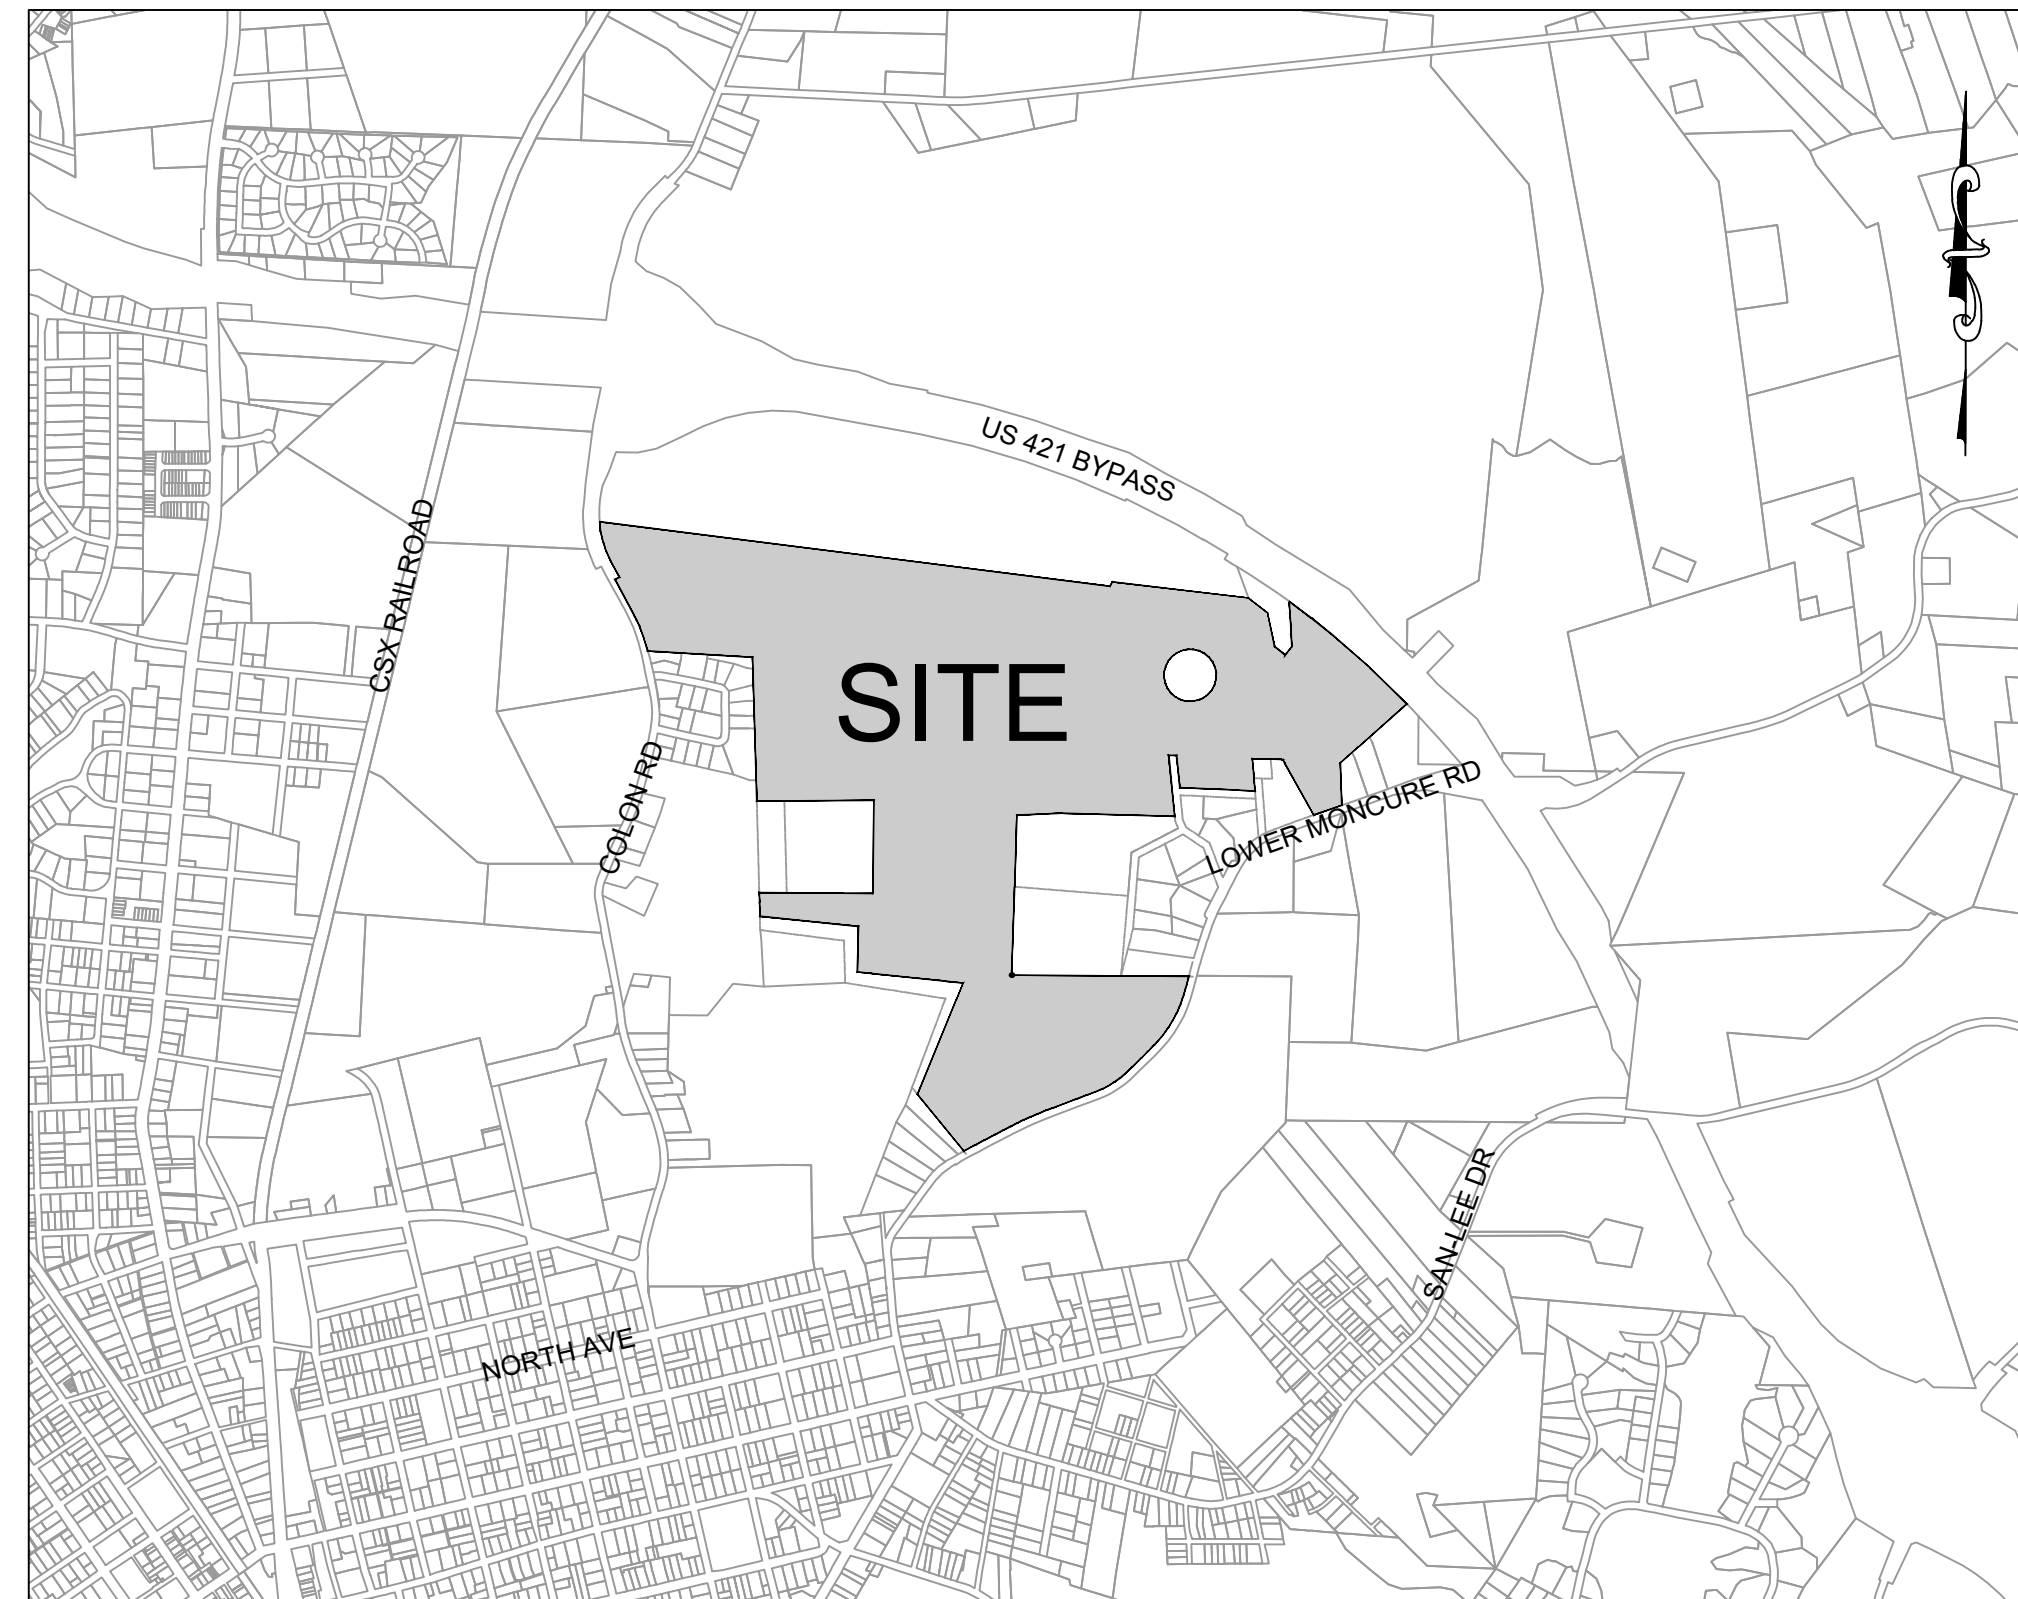 US 421 BYPASS
CSX RAILROAD
SITE
COLON RD
LOWER MONCURE RD
SAN-LEE DR
NORTH AVE